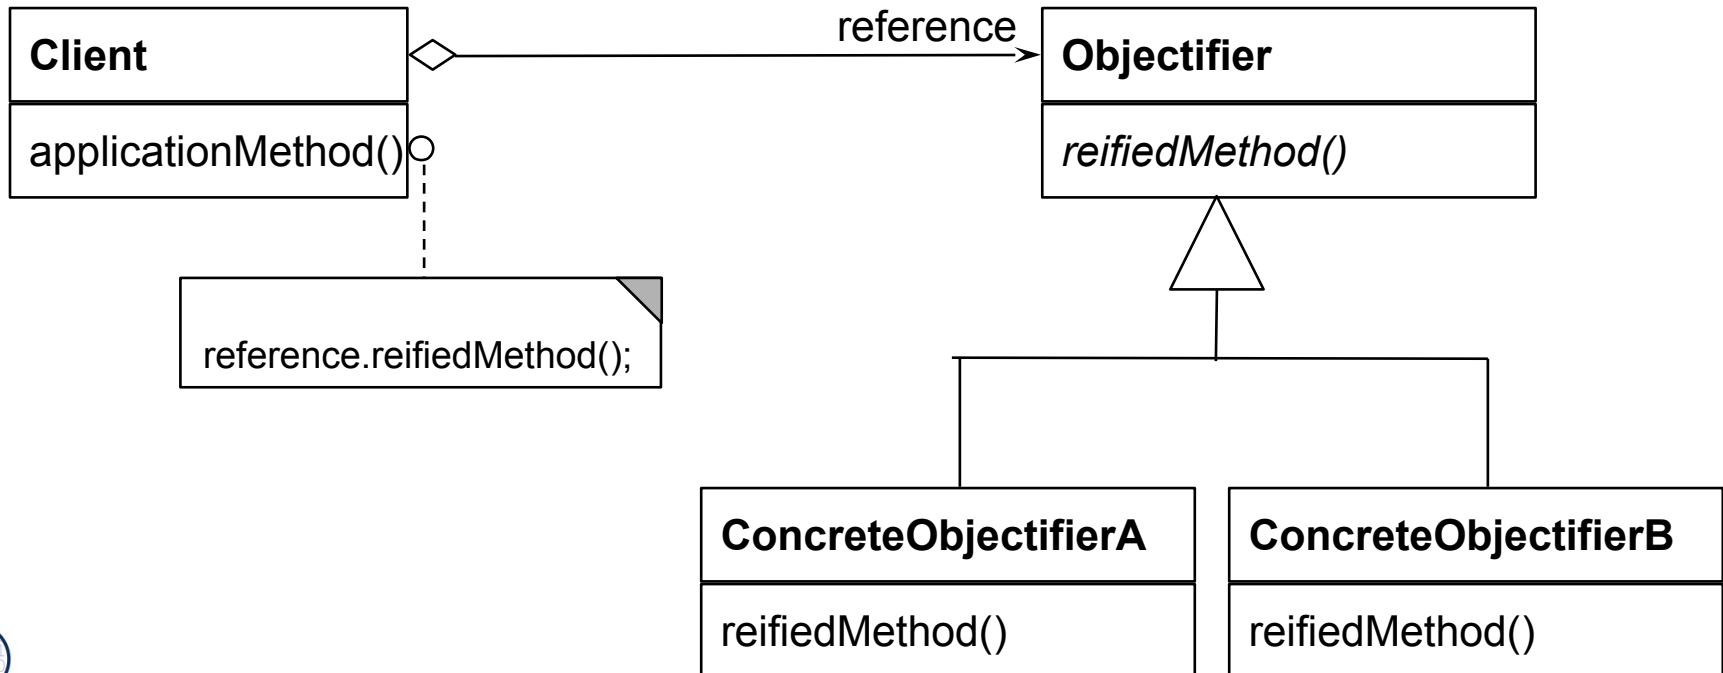 Client
reference
Objectifier
applicationMethod()
reifiedMethod()
reference.reifiedMethod();
ConcreteObjectifierA
ConcreteObjectifierB
reifiedMethod()
reifiedMethod()